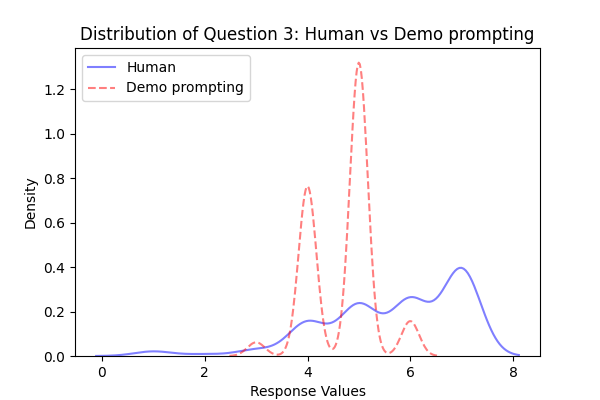 Distribution of Question 3: Human vs Demo prompting
Human
Demo prompting
Density
1.2
1.0
0.8
0.6
0.4
0.2
0.0
0 2 4 6 8
Response Values